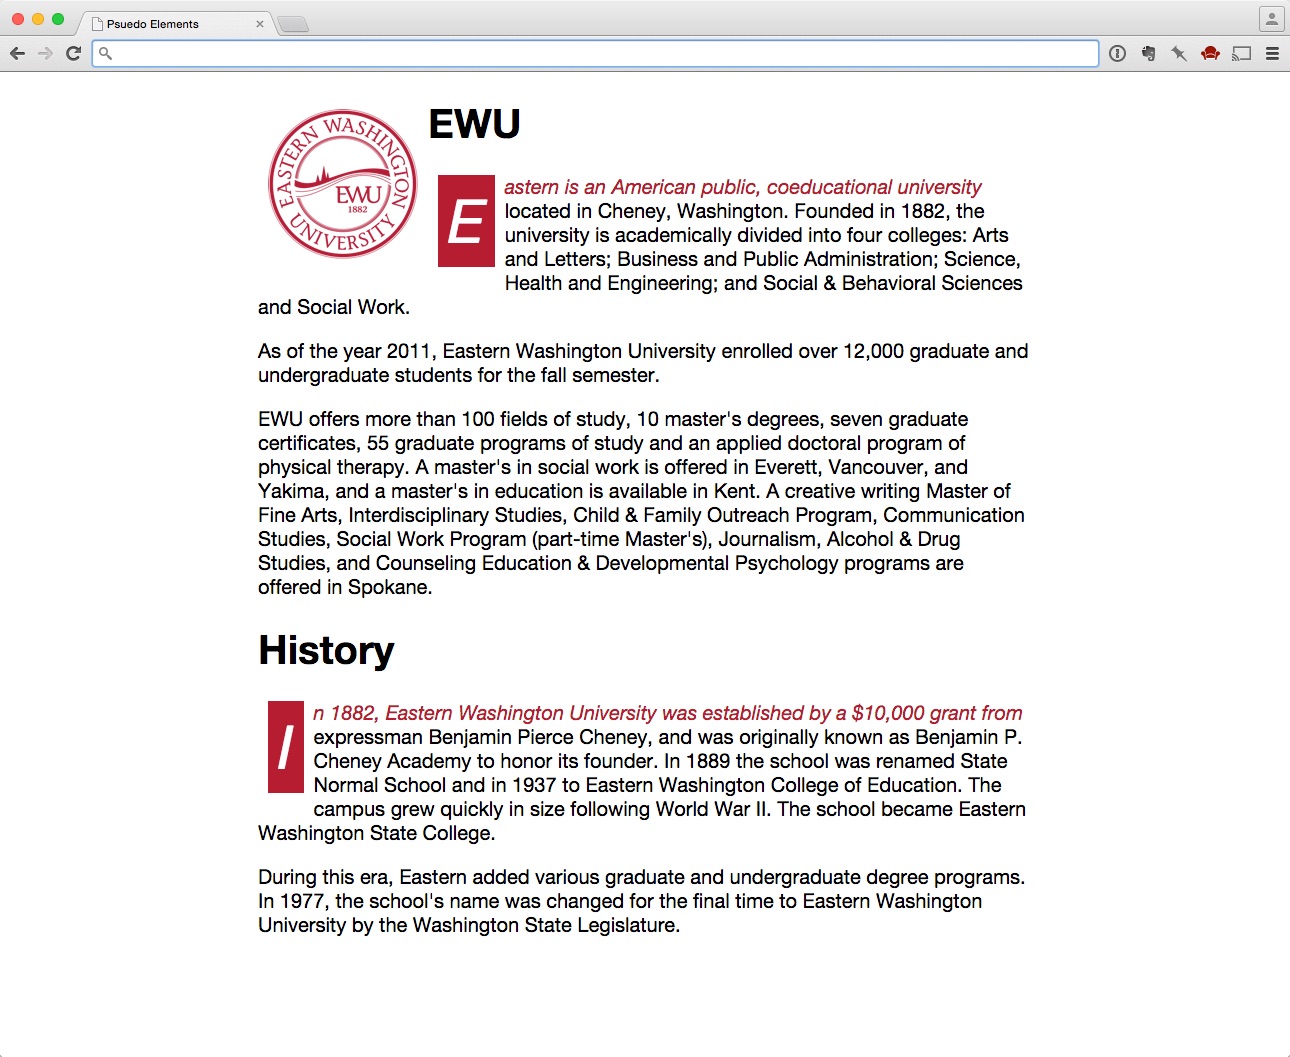 Psuedo Elements
EASTERN WASHINGTON
UNIVERSITY
EWU
1882
EWU
Eastern is an American public, coeducational university
located in Cheney, Washington. Founded in 1882, the
university is academically divided into four colleges: Arts
and Letters; Business and Public Administration; Science,
Health and Engineering; and Social & Behavioral Sciences
and Social Work.
As of the year 2011, Eastern Washington University enrolled over 12,000 graduate and
undergraduate students for the fall semester.
EWU offers more than 100 fields of study, 10 master's degrees, seven graduate
certificates, 55 graduate programs of study and an applied doctoral program of
physical therapy. A master's in social work is offered in Everett, Vancouver, and
Yakima, and a master's in education is available in Kent. A creative writing Master of
Fine Arts, Interdisciplinary Studies, Child & Family Outreach Program, Communication
Studies, Social Work Program (part-time Master's), Journalism, Alcohol & Drug
Studies, and Counseling Education & Developmental Psychology programs are
offered in Spokane.
History
In 1882, Eastern Washington University was established by a $10,000 grant from
expressman Benjamin Pierce Cheney, and was originally known as Benjamin P.
Cheney Academy to honor its founder. In 1889 the school was renamed State
Normal School and in 1937 to Eastern Washington College of Education. The
campus grew quickly in size following World War II. The school became Eastern
Washington State College.
During this era, Eastern added various graduate and undergraduate degree programs.
In 1977, the school's name was changed for the final time to Eastern Washington
University by the Washington State Legislature.